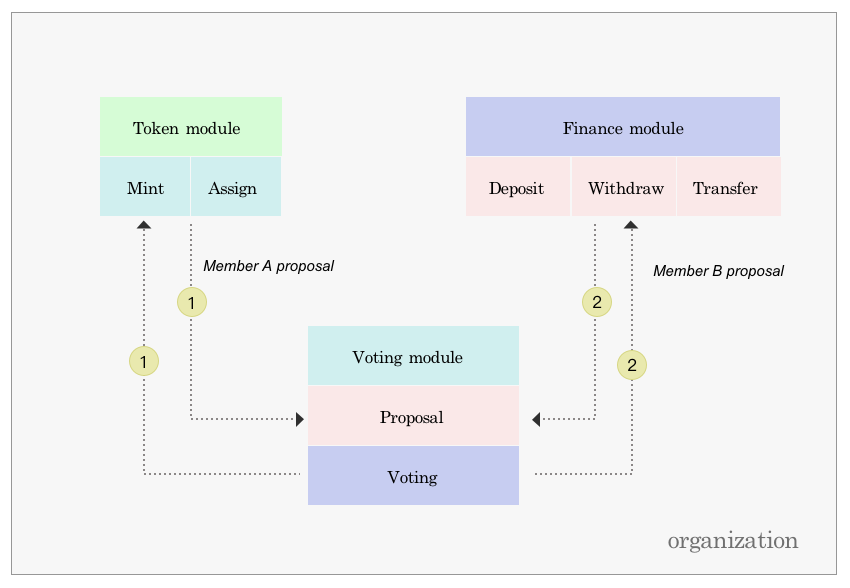 Token module
Finance module
Mint
Assign
Deposit
Withdraw
Transfer
Member A proposal
Member B proposal
1
2
1
2
Voting module
Proposal
Voting
organization